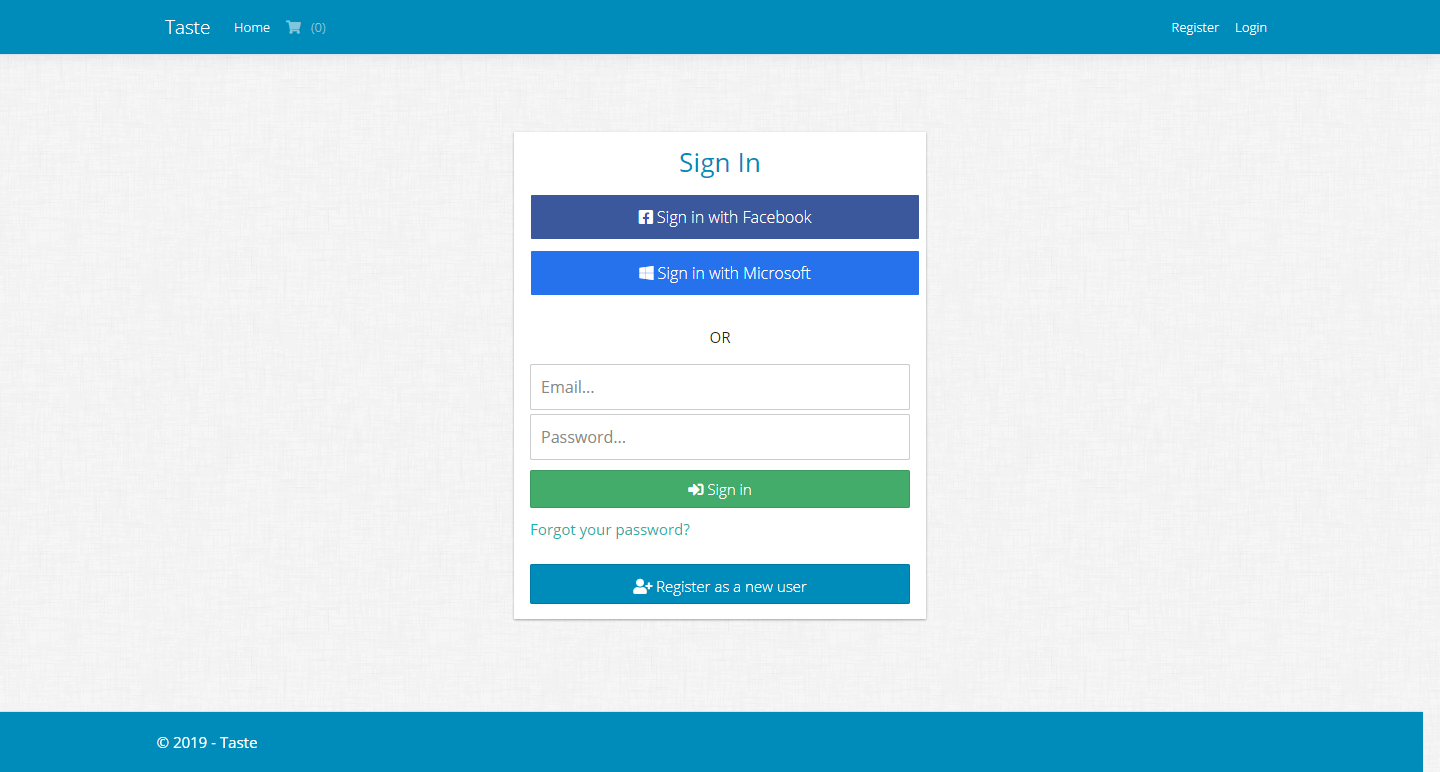 Taste Home (0) Register Login
Sign In
Sign in with Facebook
Sign in with Microsoft
OR
Email...
Password...
Sign in
Forgot your password?
Register as a new user
© 2019 - Taste